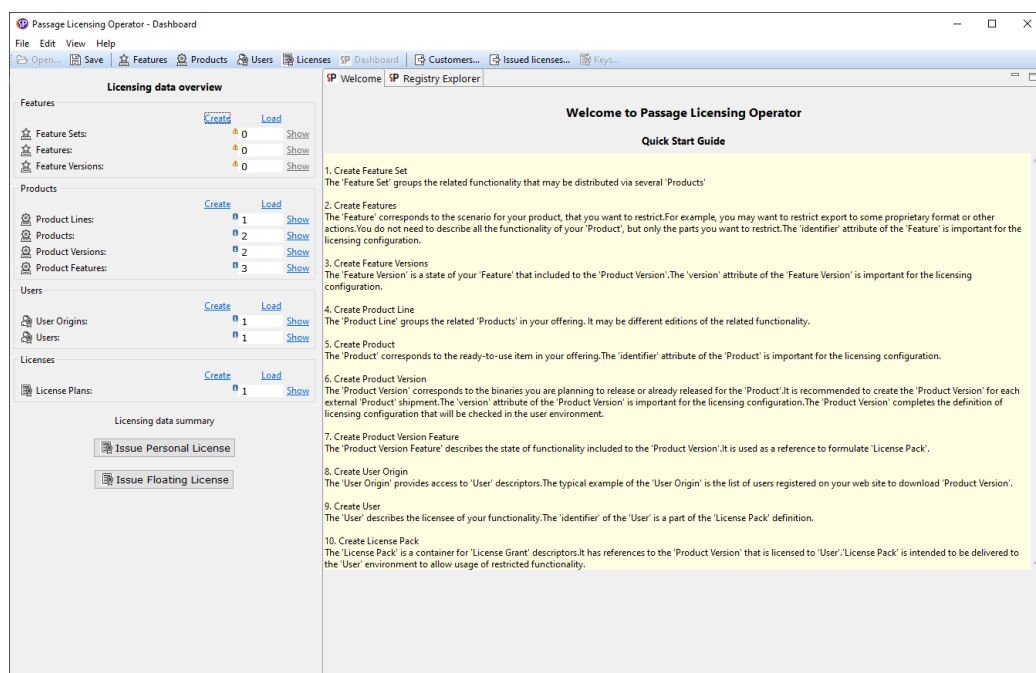 Passage Licensing Operator - Dashboard
File Edit View Help
Open... Save Features Products Users Licenses Dashboard Customers... Issued licenses... Keys...
Licensing data overview
Features
Create Load
Feature Sets: 0 Show
Features: 0 Show
Feature Versions: 0 Show
Products
Create Load
Product Lines: 1 Show
Products: 2 Show
Product Versions: 2 Show
Product Features: 3 Show
Users
Create Load
User Origins: 1 Show
Users: 1 Show
Licenses
Create Load
License Plans: 1 Show
Licensing data summary
Issue Personal License
Issue Floating License
Welcome Registry Explorer
Welcome to Passage Licensing Operator
Quick Start Guide
1. Create Feature Set
The 'Feature Set' groups the related functionality that may be distributed via several 'Products'
2. Create Features
The 'Feature' corresponds to the scenario for your product, that you want to restrict.For example, you may want to restrict export to some proprietary format or other
actions.You do not need to describe all the functionality of your 'Product', but only the parts you want to restrict.The 'identifier' attribute of the 'Feature' is important for the
licensing configuration.
3. Create Feature Versions
The 'Feature Version' is a state of your 'Feature' that included to the 'Product Version'.The 'version' attribute of the 'Feature Version' is important for the licensing
configuration.
4. Create Product Line
The 'Product Line' groups the related 'Products' in your offering. It may be different editions of the related functionality.
5. Create Product
The 'Product' corresponds to the ready-to-use item in your offering.The 'identifier' attribute of the 'Product' is important for the licensing configuration.
6. Create Product Version
The 'Product Version' corresponds to the binaries you are planning to release or already released for the 'Product'.It is recommended to create the 'Product Version' for each
external 'Product' shipment.The 'version' attribute of the 'Product Version' is important for the licensing configuration.The 'Product Version' completes the definition of
licensing configuration that will be checked in the user environment.
7. Create Product Version Feature
The 'Product Version Feature' describes the state of functionality included to the 'Product Version'.It is used as a reference to formulate 'License Pack'.
8. Create User Origin
The 'User Origin' provides access to 'User' descriptors.The typical example of the 'User Origin' is the list of users registered on your web site to download 'Product Version'.
9. Create User
The 'User' describes the licensee of your functionality.The 'identifier' of the 'User' is a part of the 'License Pack' definition.
10. Create License Pack
The 'License Pack' is a container for 'License Grant' descriptors.It has references to the 'Product Version' that is licensed to 'User'.'License Pack' is intended to be delivered to
the 'User' environment to allow usage of restricted functionality.